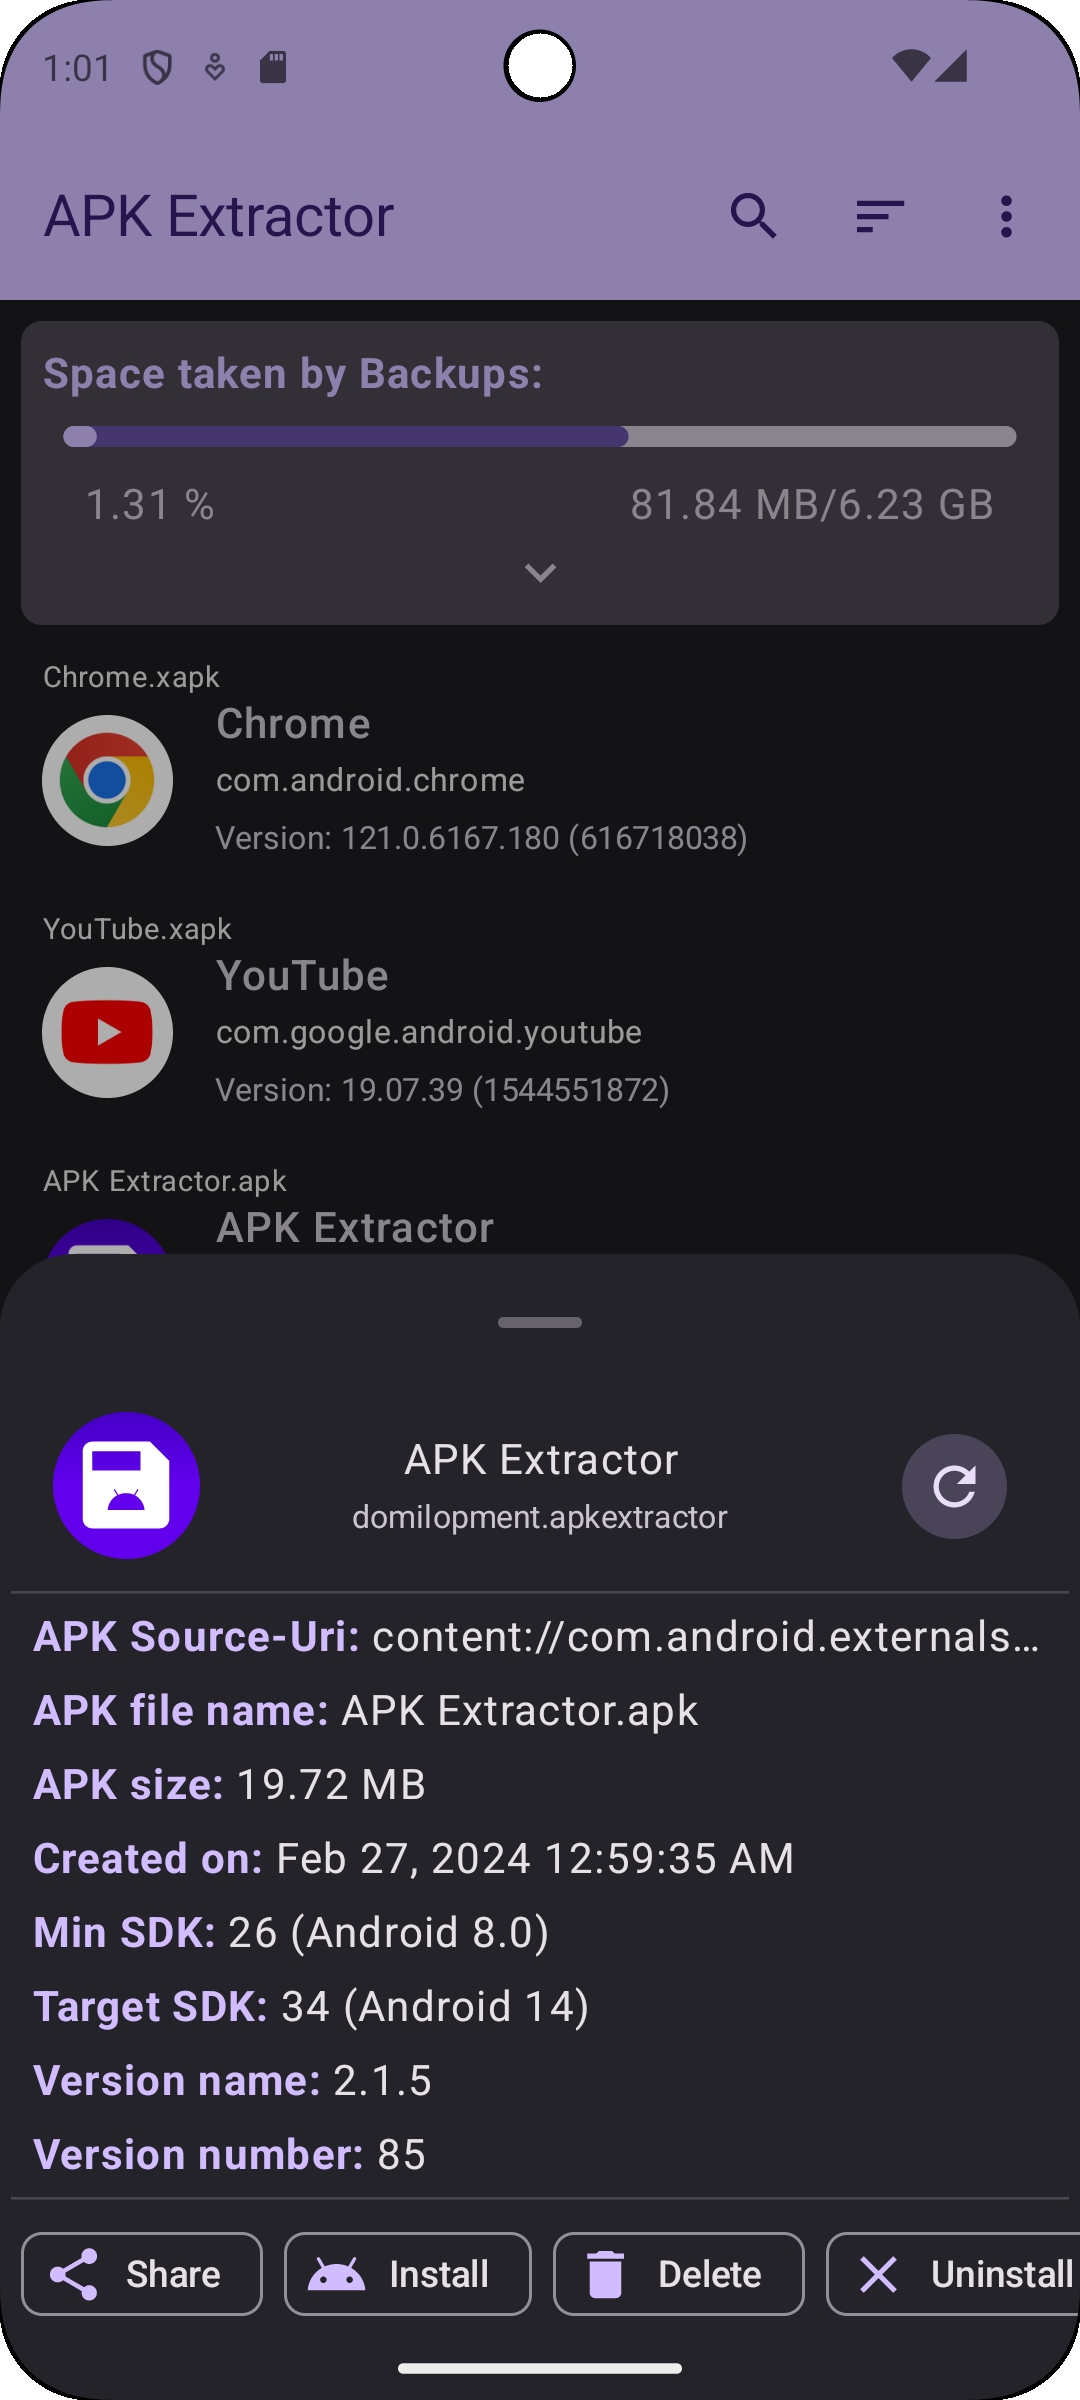 1:01
APK Extractor
Space taken by Backups:
1.31 %
81.84 MB/6.23 GB
Chrome.xapk
Chrome
com.android.chrome
Version: 121.0.6167.180 (616718038)
YouTube.xapk
YouTube
com.google.android.youtube
Version: 19.07.39 (1544551872)
APK Extractor.apk
APK Extractor
APK Extractor
domilopment.apkextractor
APK Source-Uri: content://com.android.externals…
APK file name: APK Extractor.apk
APK size: 19.72 MB
Created on: Feb 27, 2024 12:59:35 AM
Min SDK: 26 (Android 8.0)
Target SDK: 34 (Android 14)
Version name: 2.1.5
Version number: 85
Share
Install
Delete
Uninstall